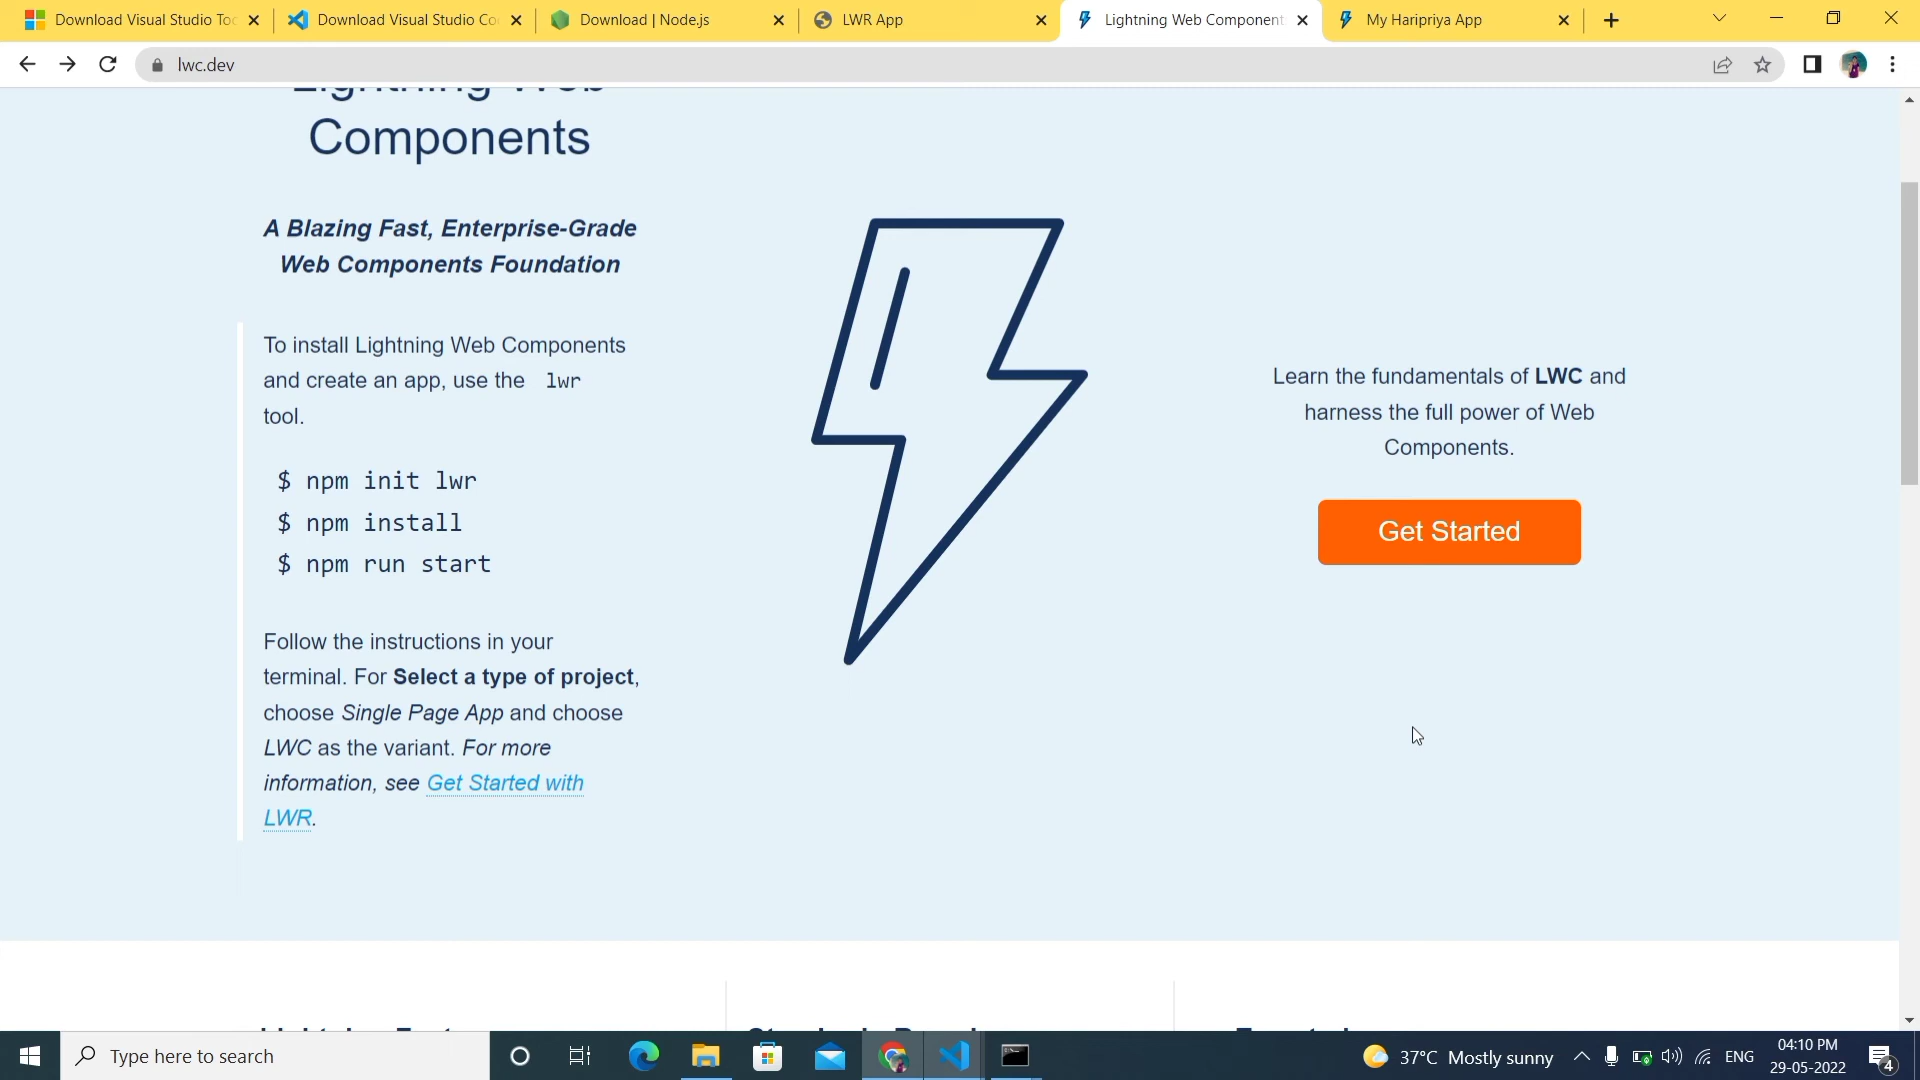 Download Visual Studio Too
Download Visual Studio Co
Download | Node.js
LWR App
Lightning Web Component
My Haripriya App
lwc.dev
Lightning Web
Components
A Blazing Fast, Enterprise-Grade
Web Components Foundation
To install Lightning Web Components
and create an app, use the lwr
tool.
$ npm init lwr
$ npm install
$ npm run start
Follow the instructions in your
terminal. For Select a type of project,
choose Single Page App and choose
LWC as the variant. For more
information, see Get Started with
LWR.
Learn the fundamentals of LWC and
harness the full power of Web
Components.
Get Started
Type here to search
37°C Mostly sunny
ENG
04:10 PM
29-05-2022
4